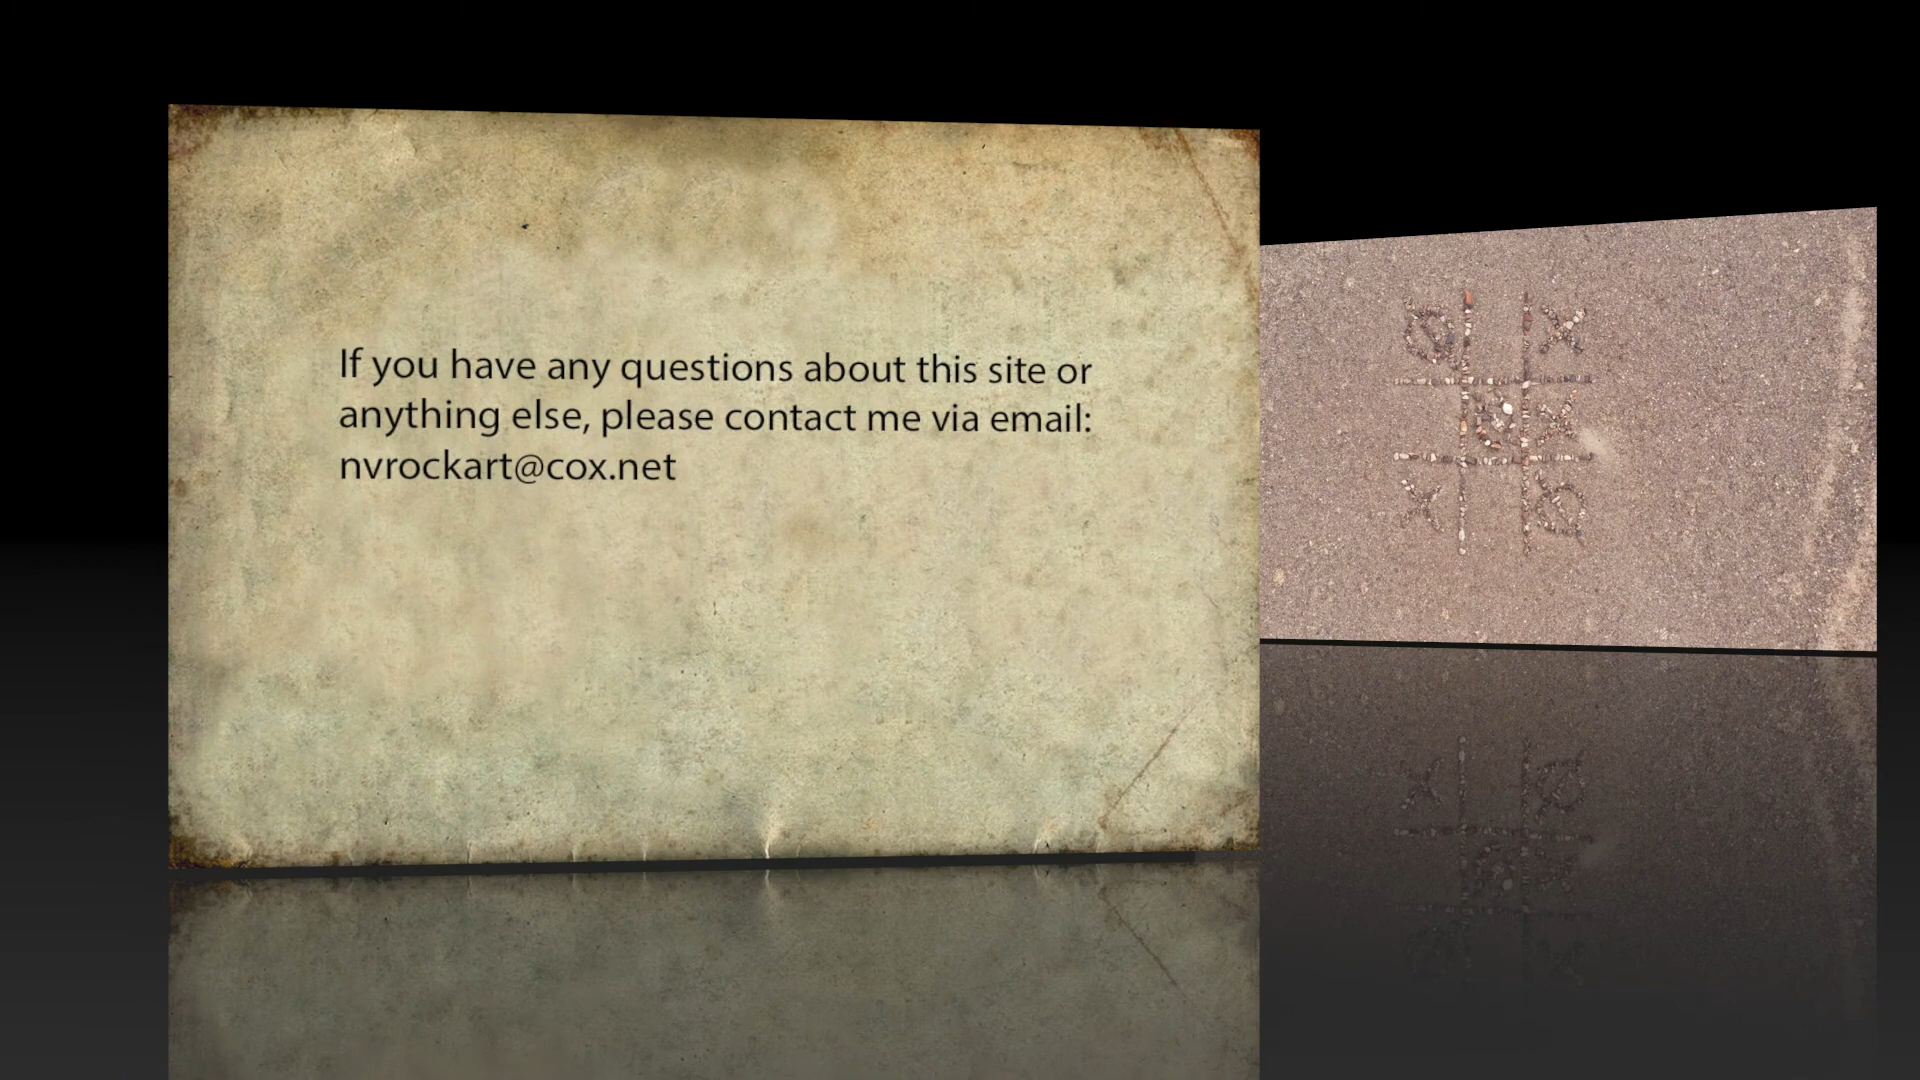 If you have any questions about this site or
anything else, please contact me via email:
nvrockart@cox.net